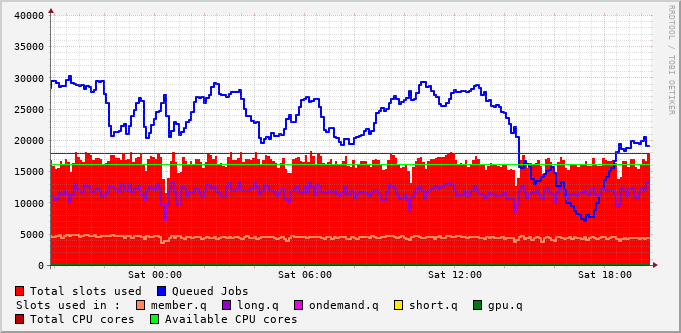 40000
35000
30000
25000
20000
15000
10000
5000
0
Sat 00:00 Sat 06:00 Sat 12:00 Sat 18:00
RRDTOOL / TOBI OETIKER
Total slots used Queued Jobs
Slots used in : member.q long.q ondemand.q short.q gpu.q
Total CPU cores Available CPU cores